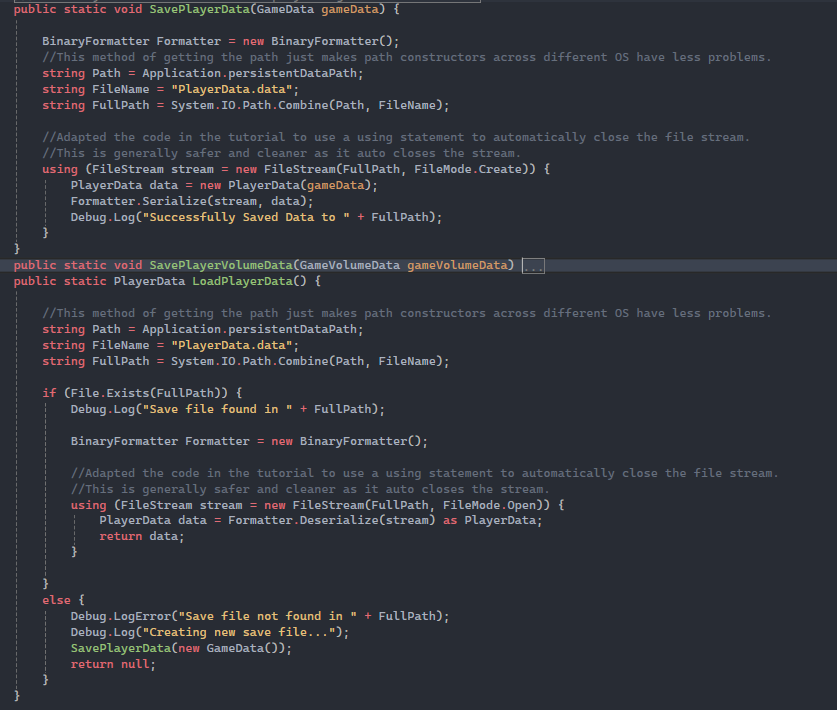 public static void SavePlayerData(GameData gameData) {
BinaryFormatter Formatter = new BinaryFormatter();
//This method of getting the path just makes path constructors across different OS have less problems.
string Path = Application.persistentDataPath;
string FileName = "PlayerData.data";
string FullPath = System.IO.Path.Combine(Path, FileName);
//Adapted the code in the tutorial to use a using statement to automatically close the file stream.
//This is generally safer and cleaner as it auto closes the stream.
using (FileStream stream = new FileStream(FullPath, FileMode.Create)) {
PlayerData data = new PlayerData(gameData);
Formatter.Serialize(stream, data);
Debug.Log("Successfully Saved Data to " + FullPath);
}
}
public static void SavePlayerVolumeData(GameVolumeData gameVolumeData) ...
public static PlayerData LoadPlayerData() {
//This method of getting the path just makes path constructors across different OS have less problems.
string Path = Application.persistentDataPath;
string FileName = "PlayerData.data";
string FullPath = System.IO.Path.Combine(Path, FileName);
if (File.Exists(FullPath)) {
Debug.Log("Save file found in " + FullPath);
BinaryFormatter Formatter = new BinaryFormatter();
//Adapted the code in the tutorial to use a using statement to automatically close the file stream.
//This is generally safer and cleaner as it auto closes the stream.
using (FileStream stream = new FileStream(FullPath, FileMode.Open)) {
PlayerData data = Formatter.Deserialize(stream) as PlayerData;
return data;
}
}
else {
Debug.LogError("Save file not found in " + FullPath);
Debug.Log("Creating new save file...");
SavePlayerData(new GameData());
return null;
}
}